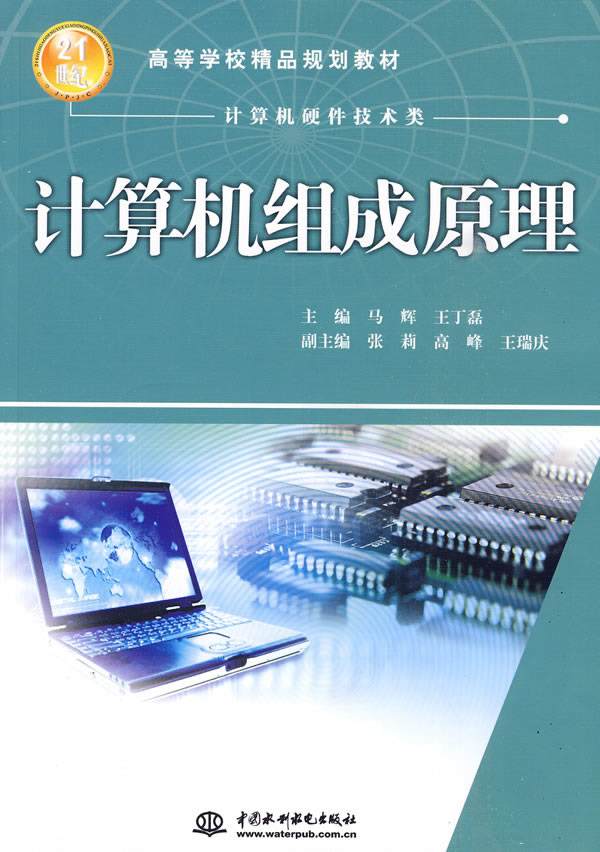 21
世纪
J·P·J·C
高等学校精品规划教材
计算机硬件技术类
计算机组成原理
主 编 马 辉 王丁磊
副主编 张 莉 高 峰 王瑞庆
中国水利水电出版社
www.waterpub.com.cn